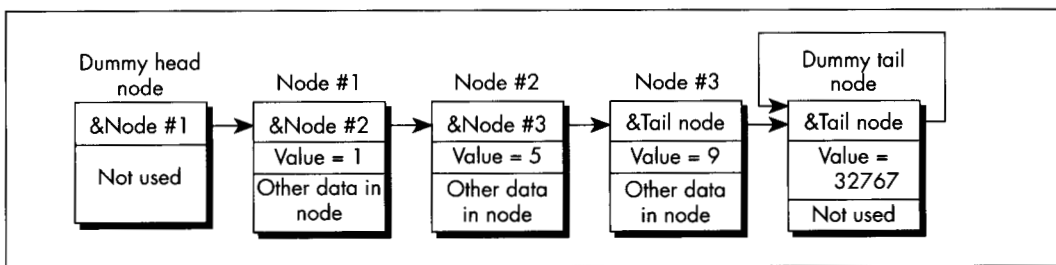 Dummy head
node
&Node #1
Not used
Node #1
&Node #2
Value = 1
Other data in
node
Node #2
&Node #3
Value = 5
Other data
in node
Node #3
&Tail node
Value = 9
Other data
in node
Dummy tail
node
&Tail node
Value =
32767
Not used